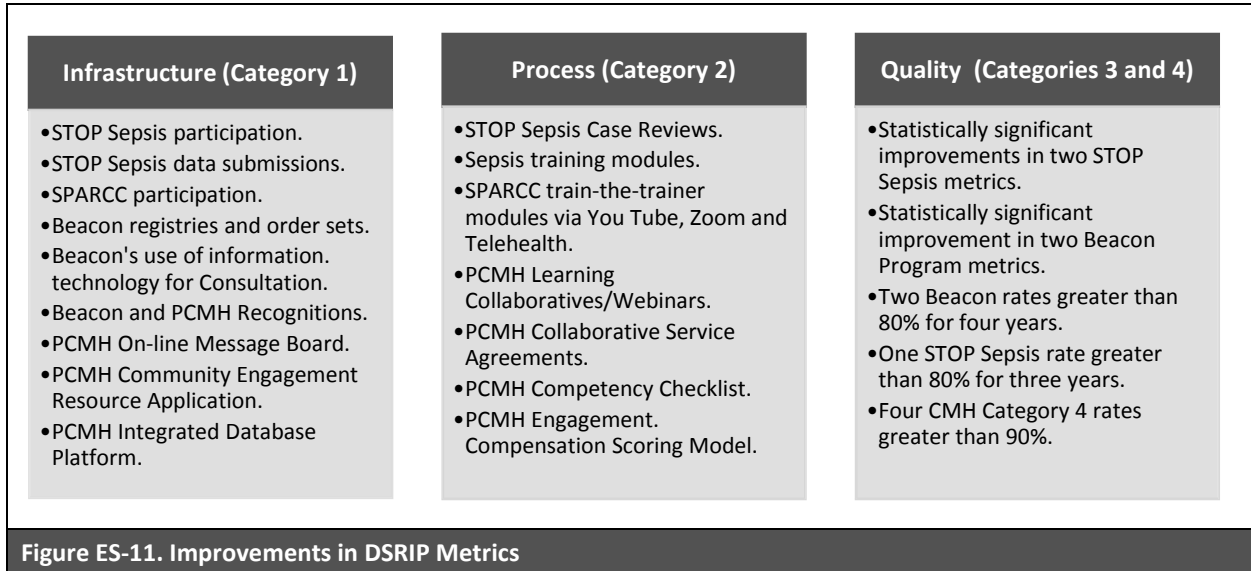 Infrastructure (Category 1)
•STOP Sepsis participation.
•STOP Sepsis data submissions.
•SPARCC participation.
•Beacon registries and order sets.
•Beacon's use of information.
technology for Consultation.
•Beacon and PCMH Recognitions.
•PCMH On-line Message Board.
•PCMH Community Engagement
Resource Application.
•PCMH Integrated Database
Platform.
Process (Category 2)
•STOP Sepsis Case Reviews.
•Sepsis training modules.
•SPARCC train-the-trainer
modules via You Tube, Zoom and
Telehealth.
•PCMH Learning
Collaboratives/Webinars.
•PCMH Collaborative Service
Agreements.
•PCMH Competency Checklist.
•PCMH Engagement.
Compensation Scoring Model.
Quality (Categories 3 and 4)
•Statistically significant
improvements in two STOP
Sepsis metrics.
•Statistically significant
improvement in two Beacon
Program metrics.
•Two Beacon rates greater than
80% for four years.
•One STOP Sepsis rate greater
than 80% for three years.
•Four CMH Category 4 rates
greater than 90%.
Figure ES-11. Improvements in DSRIP Metrics